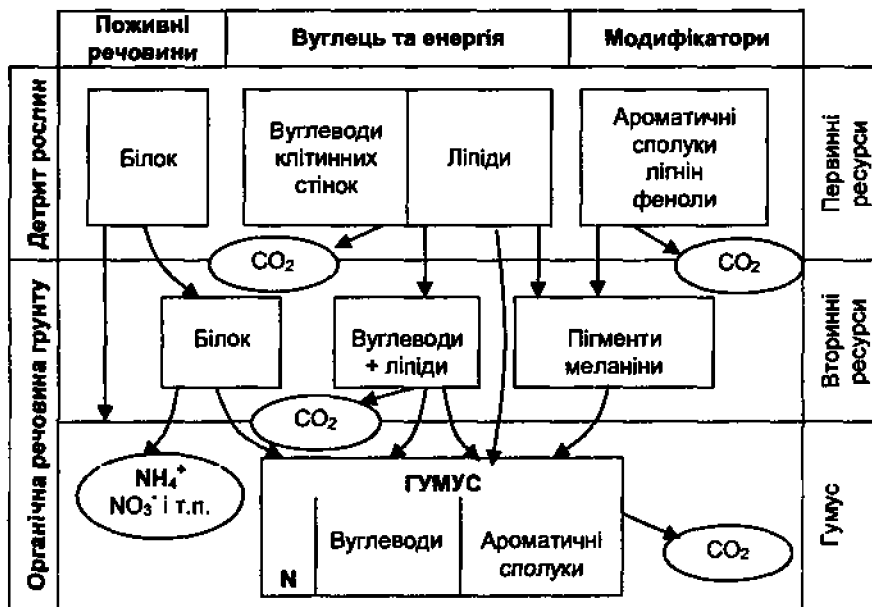 Поживні
речовини
Вуглець та енергія
Модифікатори
Детрит рослин
Білок
Вуглеводи
клітинних
стінок
Ліпіди
Ароматичні
сполуки
лігнін
феноли
Первинні
ресурси
CO₂
CO₂
Органічна речовина грунту
Білок
Вуглеводи
+ ліпіди
Пігменти
меланіни
Вторинні
ресурси
CO₂
NH₄⁺
NO₃⁻ і т.п.
ГУМУС
N
Вуглеводи
Ароматичні
сполуки
CO₂
Гумус